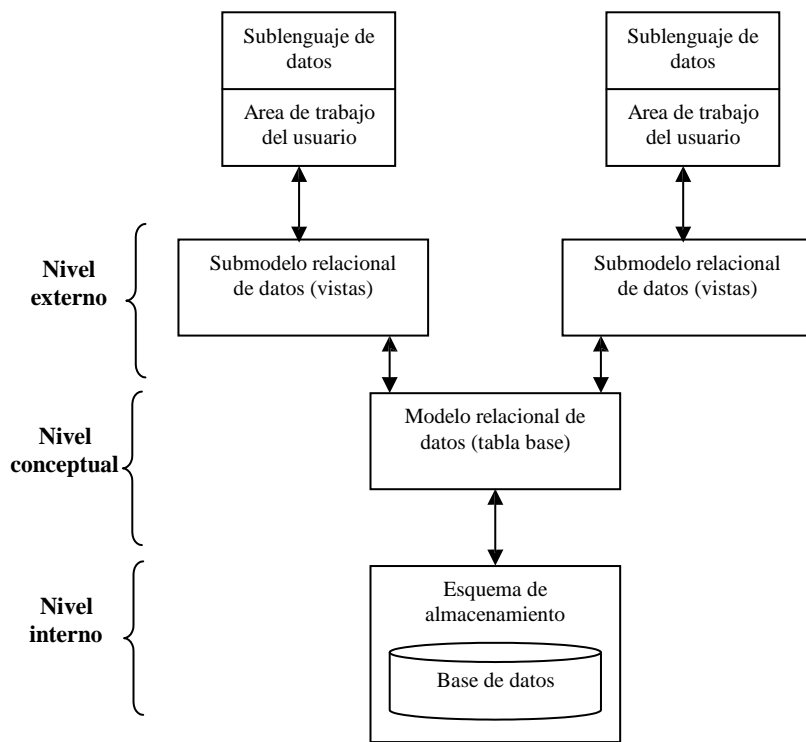 Sublenguaje de
datos
Area de trabajo
del usuario
Sublenguaje de
datos
Area de trabajo
del usuario
Nivel
externo
Submodelo relacional
de datos (vistas)
Submodelo relacional
de datos (vistas)
Nivel
conceptual
Modelo relacional de
datos (tabla base)
Nivel
interno
Esquema de
almacenamiento
Base de datos